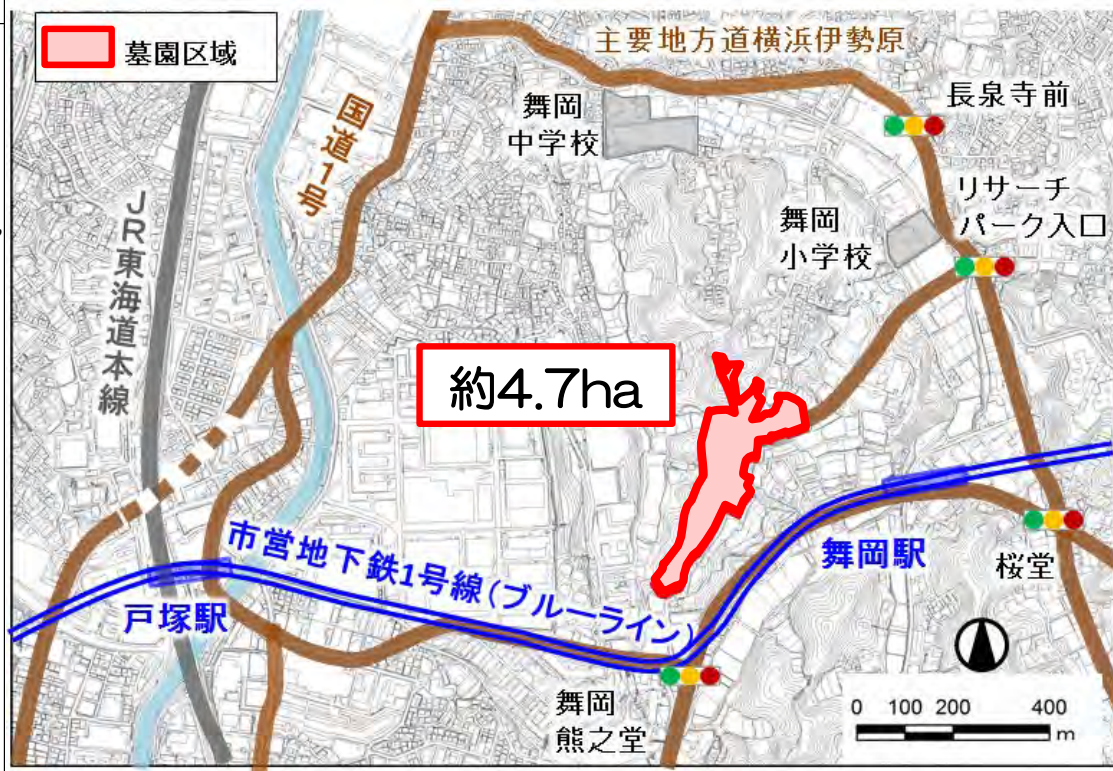 墓園区域
主要地方道横浜伊勢原
国道1号
舞岡
中学校
長泉寺前
リサーチ
パーク入口
舞岡
小学校
JR東海道本線
約4.7ha
市営地下鉄1号線(ブルーライン)
戸塚駅
舞岡駅
桜堂
舞岡
熊之堂
0 100 200 400
m